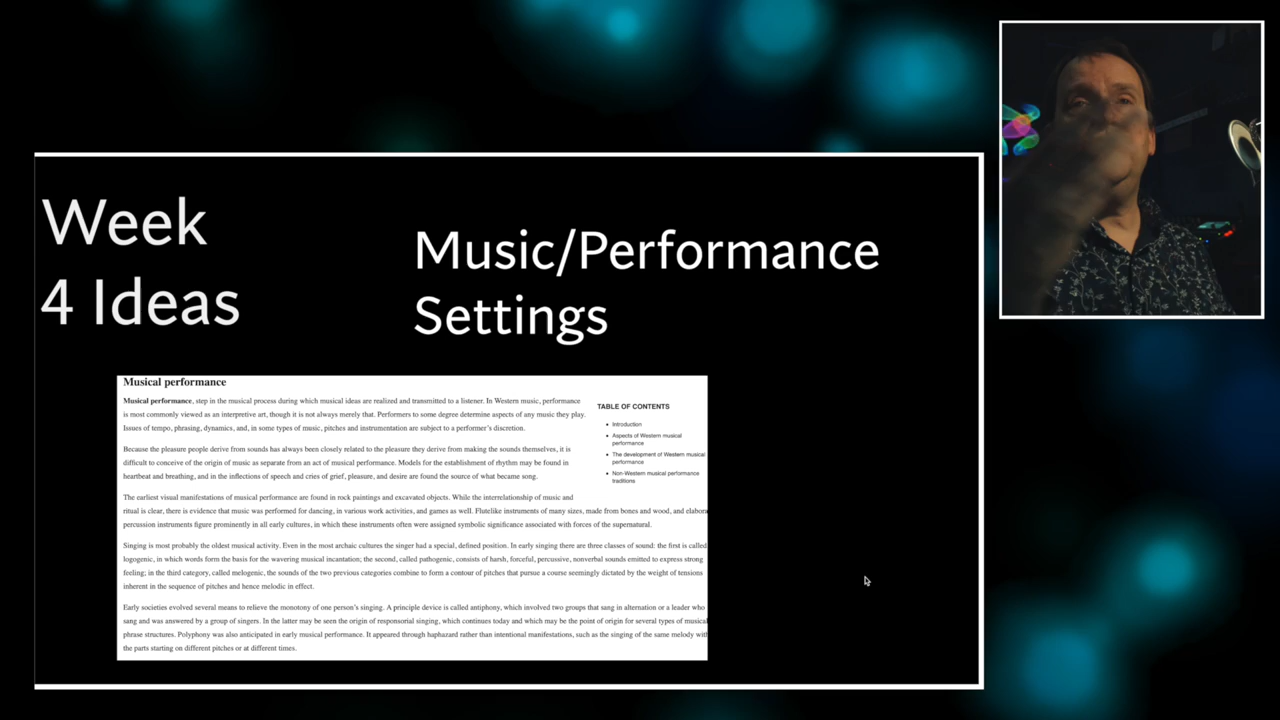 Week
4 Ideas
Music/Performance
Settings
Musical performance
Musical performance, step in the musical process during which musical ideas are realized and transmitted to a listener. In Western music, performance
is most commonly viewed as an interpretive art, though it is not always merely that. Performers to some degree determine aspects of any music they play.
Issues of tempo, phrasing, dynamics, and, in some types of music, pitches and instrumentation are subject to a performer's discretion.
Because the pleasure people derive from sounds has always been closely related to the pleasure they derive from making the sounds themselves, it is
difficult to conceive of the origin of music as separate from an act of musical performance. Models for the establishment of rhythm may be found in
heartbeat and breathing, and in the inflections of speech and cries of grief, pleasure, and desire are found the source of what became song.
The earliest visual manifestations of musical performance are found in rock paintings and excavated objects. While the interrelationship of music and
ritual is clear, there is evidence that music was performed for dancing, in various work activities, and games as well. Flutelike instruments of many sizes, made from bones and wood, and elabora
percussion instruments figure prominently in all early cultures, in which these instruments often were assigned symbolic significance associated with forces of the supernatural.
Singing is most probably the oldest musical activity. Even in the most archaic cultures the singer had a special, defined position. In early singing there are three classes of sound: the first is called
logogenic, in which words form the basis for the wavering musical incantation; the second, called pathogenic, consists of harsh, forceful, percussive, nonverbal sounds emitted to express strong
feeling; in the third category, called melogenic, the sounds of the two previous categories combine to form a contour of pitches that pursue a course seemingly dictated by the weight of tensions
inherent in the sequence of pitches and hence melodic in effect.
Early societies evolved several means to relieve the monotony of one person's singing. A principle device is called antiphony, which involved two groups that sang in alternation or a leader who
sang and was answered by a group of singers. In the latter may be seen the origin of responsorial singing, which continues today and which may be the point of origin for several types of musical
phrase structures. Polyphony was also anticipated in early musical performance. It appeared through haphazard rather than intentional manifestations, such as the singing of the same melody with
the parts starting on different pitches or at different times.
TABLE OF CONTENTS
Introduction
Aspects of Western musical
performance
The development of Western musical
performance
Non-Western musical performance
traditions